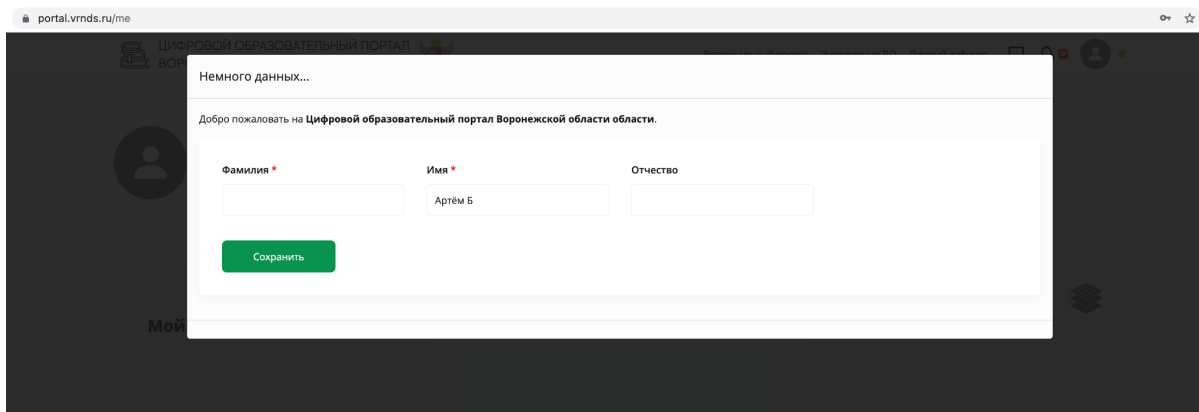 portal.vrnds.ru/me
ЦИФРОВОЙ ОБРАЗОВАТЕЛЬНЫЙ ПОРТАЛ
ВОР
Немного данных...
Добро пожаловать на Цифровой образовательный портал Воронежской области области.
Фамилия * Имя * Отчество
Артём Б
Сохранить
Мой